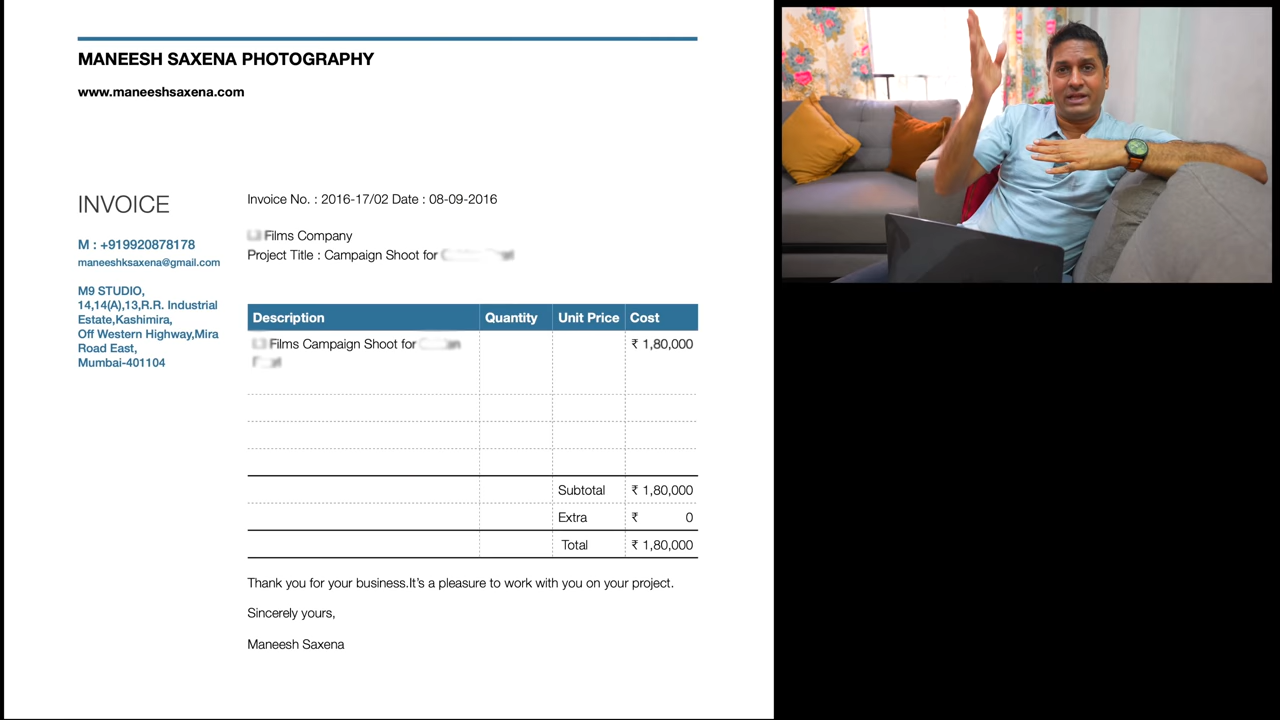 MANEESH SAXENA PHOTOGRAPHY
www.maneeshsaxena.com
INVOICE
M : +919920878178
maneeshksaxena@gmail.com
M9 STUDIO,
14,14(A),13,R.R. Industrial
Estate,Kashimira,
Off Western Highway,Mira
Road East,
Mumbai-401104
Invoice No. : 2016-17/02 Date : 08-09-2016
Films Company
Project Title : Campaign Shoot for
Description Quantity Unit Price Cost
Films Campaign Shoot for ₹ 1,80,000
Subtotal ₹ 1,80,000
Extra ₹ 0
Total ₹ 1,80,000
Thank you for your business.It's a pleasure to work with you on your project.
Sincerely yours,
Maneesh Saxena